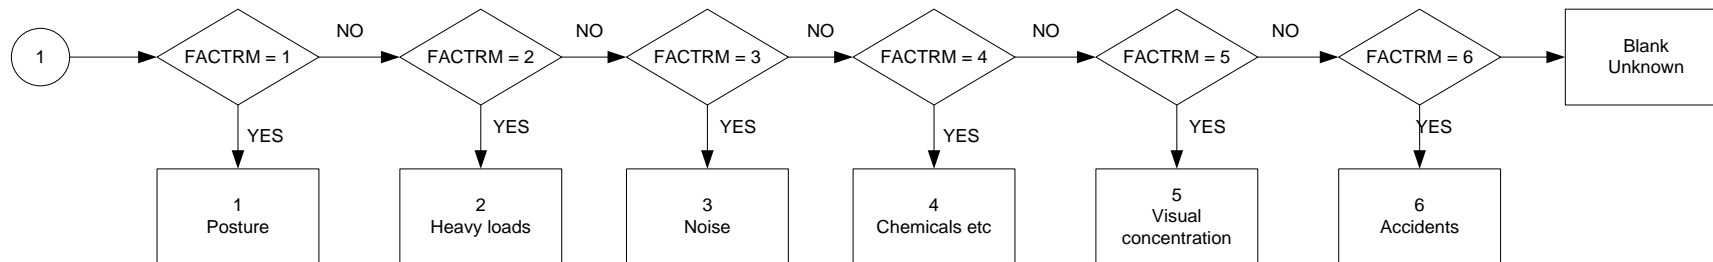 1
FACTRM = 1
NO
FACTRM = 2
NO
FACTRM = 3
NO
FACTRM = 4
NO
FACTRM = 5
NO
FACTRM = 6
Blank
Unknown
YES
YES
YES
YES
YES
YES
1
Posture
2
Heavy loads
3
Noise
4
Chemicals etc
5
Visual
concentration
6
Accidents